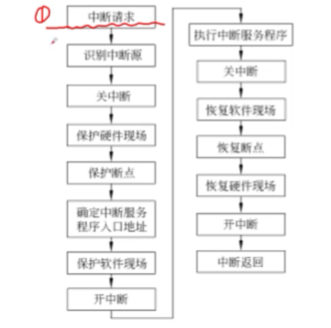 ①
中断请求
识别中断源
关中断
保护硬件现场
保护断点
确定中断服务
程序入口地址
保护软件现场
开中断
执行中断服务程序
关中断
恢复软件现场
恢复断点
恢复硬件现场
开中断
中断返回